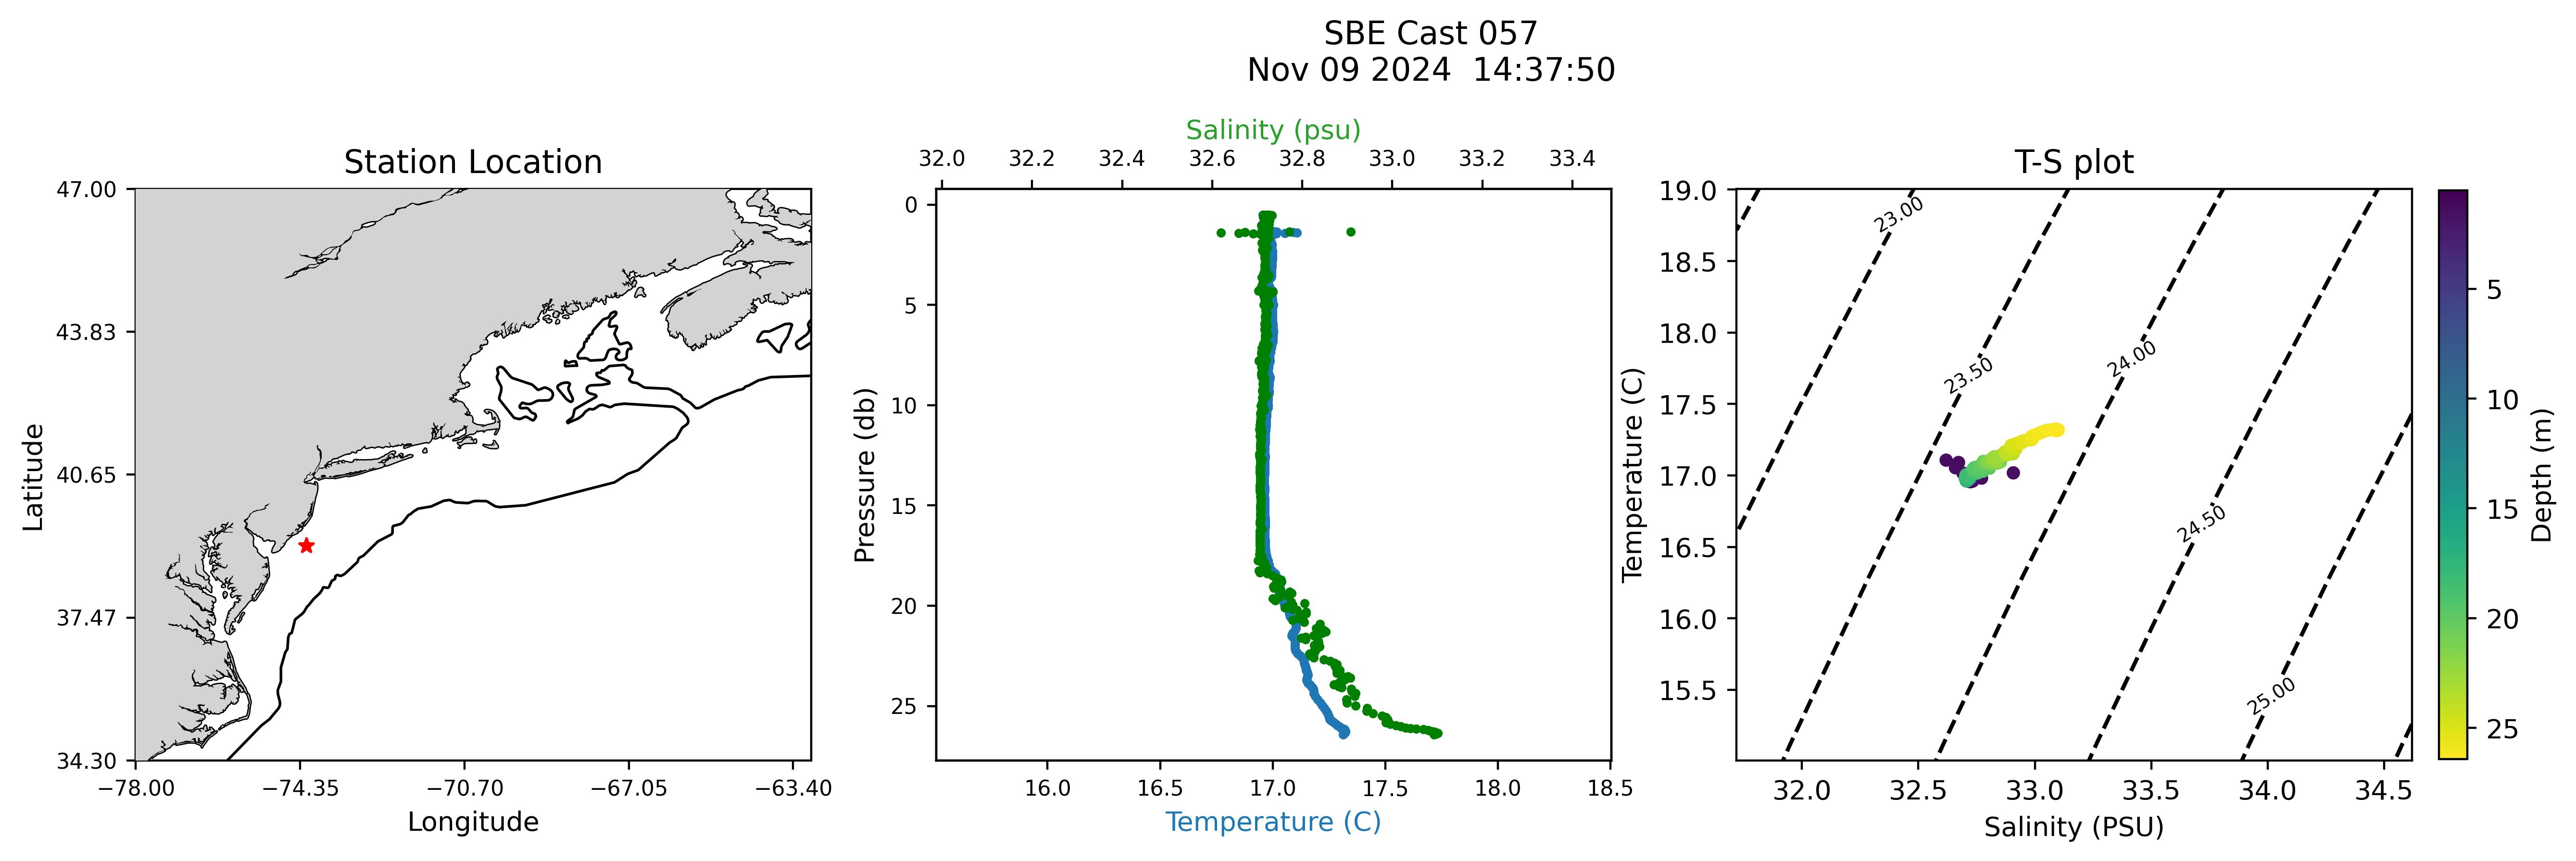 SBE Cast 057
Nov 09 2024  14:37:50
Station Location
47.00
43.83
40.65
37.47
34.30
Latitude
−78.00 −74.35 −70.70 −67.05 −63.40
Longitude
Salinity (psu)
32.0 32.2 32.4 32.6 32.8 33.0 33.2 33.4
0
5
10
15
20
25
Pressure (db)
16.0 16.5 17.0 17.5 18.0 18.5
Temperature (C)
T-S plot
19.0
18.5
18.0
17.5
17.0
16.5
16.0
15.5
Temperature (C)
23.00
23.50
24.00
24.50
25.00
32.0 32.5 33.0 33.5 34.0 34.5
Salinity (PSU)
5
10
15
20
25
Depth (m)